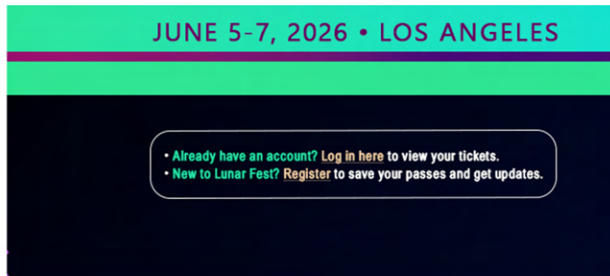 JUNE 5-7, 2026 • LOS ANGELES
• Already have an account? Log in here to view your tickets.
• New to Lunar Fest? Register to save your passes and get updates.